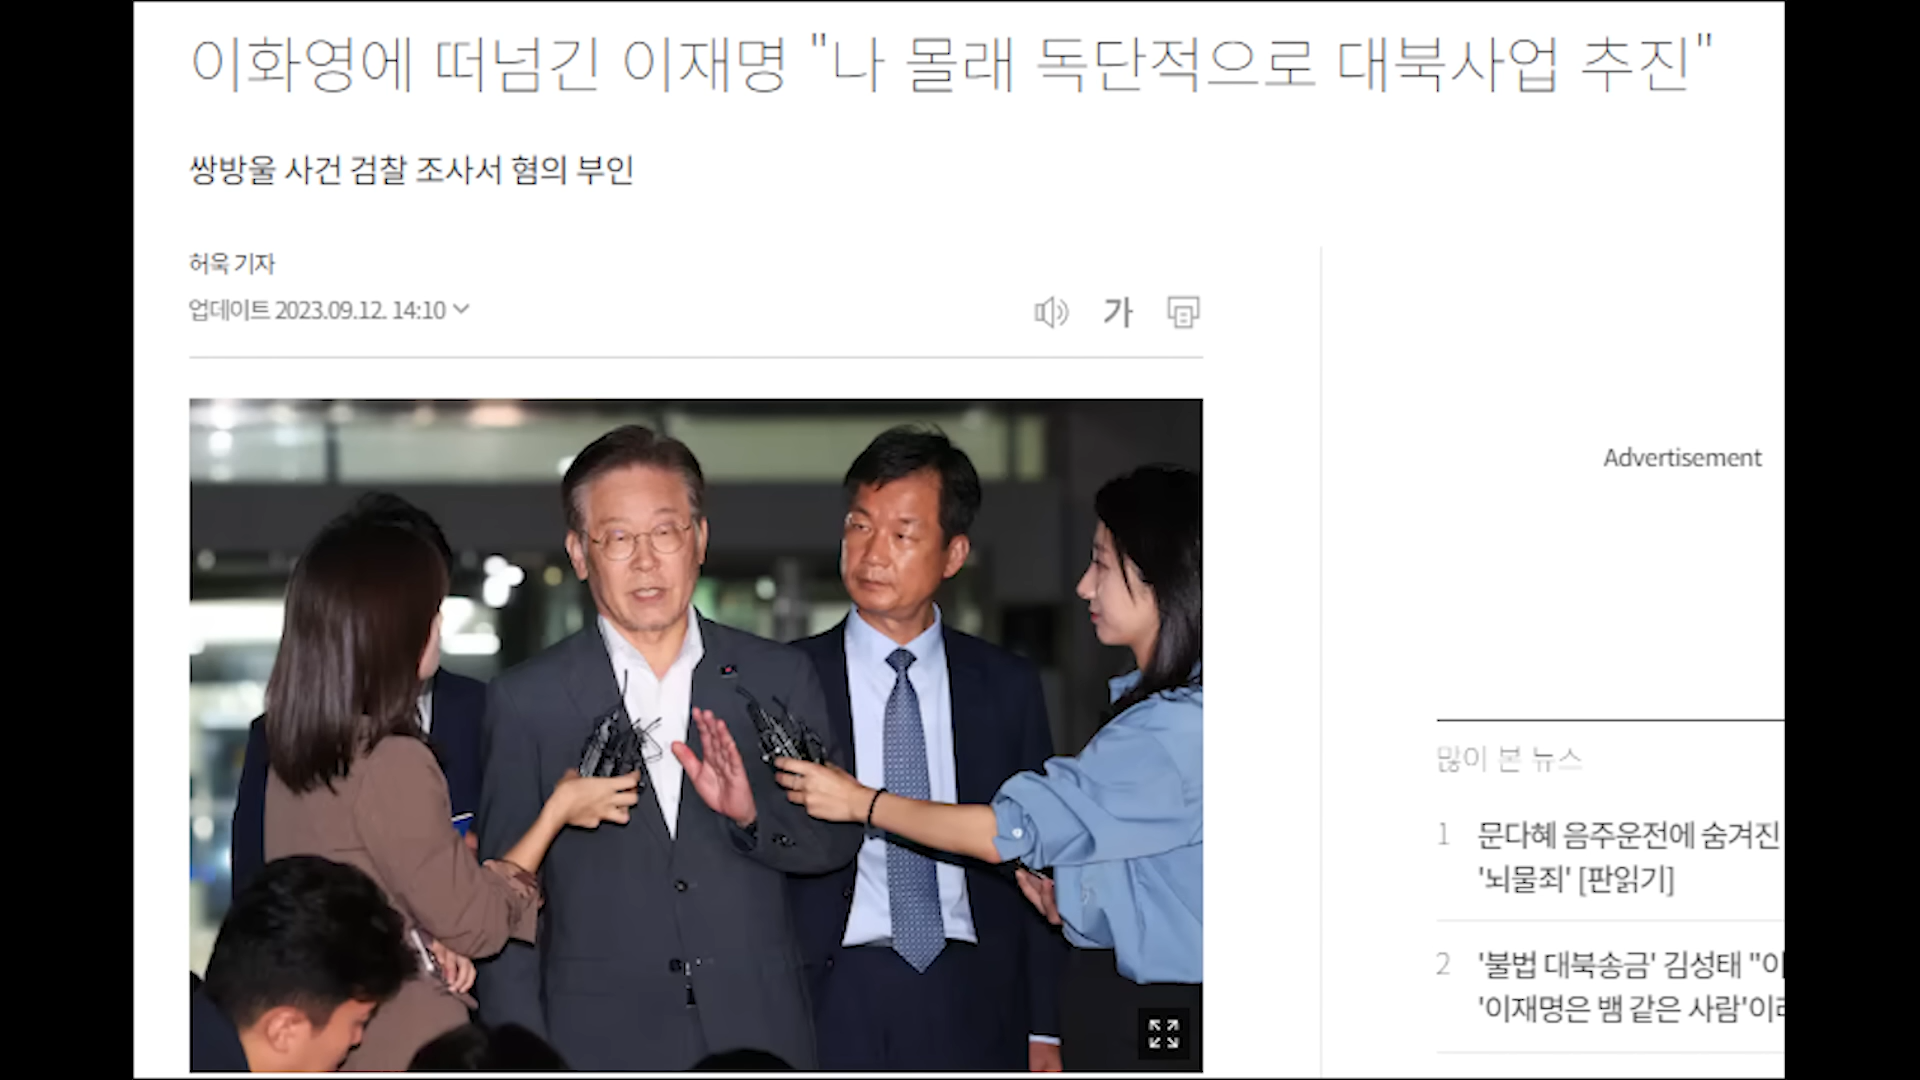 이화영에 떠넘긴 이재명 "나 몰래 독단적으로 대북사업 추진"
쌍방울 사건 검찰 조사서 혐의 부인
허욱 기자
업데이트 2023.09.12. 14:10
가
Advertisement
많이 본 뉴스
1 문다혜 음주운전에 숨겨진
'뇌물죄' [판읽기]
2 '불법 대북송금' 김성태 "이
'이재명은 뱀 같은 사람'이라